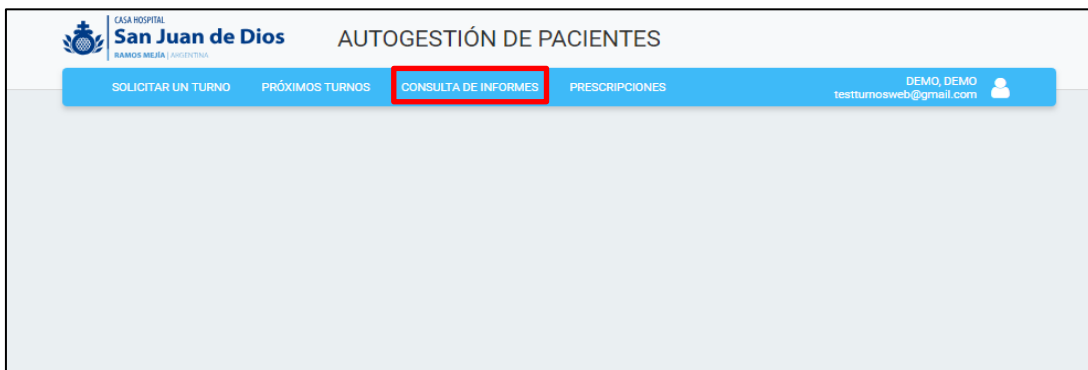 CASA HOSPITAL
San Juan de Dios
RAMOS MEJÍA | ARGENTINA
AUTOGESTIÓN DE PACIENTES
SOLICITAR UN TURNO
PRÓXIMOS TURNOS
CONSULTA DE INFORMES
PRESCRIPCIONES
DEMO, DEMO
testturnosweb@gmail.com